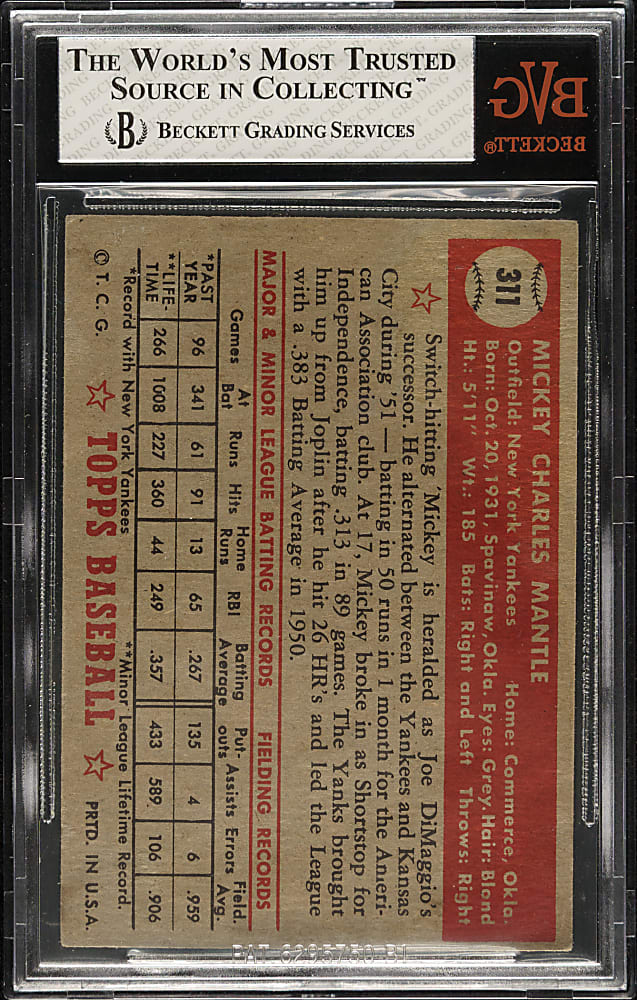 THE WORLD'S MOST TRUSTED
SOURCE IN COLLECTING™
B BECKETT GRADING SERVICES
BVG
BECKETT®
311
MICKEY CHARLES MANTLE
Outfield: New York Yankees Home: Commerce, Okla.
Born: Oct. 20, 1931, Spavinaw, Okla. Eyes: Grey. Hair: Blond
Ht.: 5'11" Wt.: 185 Bats: Right and Left Throws: Right
Switch-hitting Mickey is heralded as Joe DiMaggio's
successor. He alternated between the Yankees and Kansas
City during '51 — batting in 50 runs in 1 month for the Ameri-
can Association club. At 17, Mickey broke in as Shortstop for
Independence, batting .313 in 89 games. The Yanks brought
him up from Joplin after he hit 26 HR's and led the League
with a .383 Batting Average in 1950.
MAJOR & MINOR LEAGUE BATTING RECORDS FIELDING RECORDS
Games At Bat Runs Hits Home Runs RBI Batting Average Put-outs Assists Errors Field. Avg.
*PAST YEAR 96 341 61 91 13 65 .267 135 4 6 .959
**LIFE-TIME 266 1008 227 360 44 249 .357 433 589 106 .906
*Record with New York Yankees **Minor League Lifetime Record.
© T. C. G. TOPPS BASEBALL PRTD. IN U.S.A.
PAT 6295750 B1